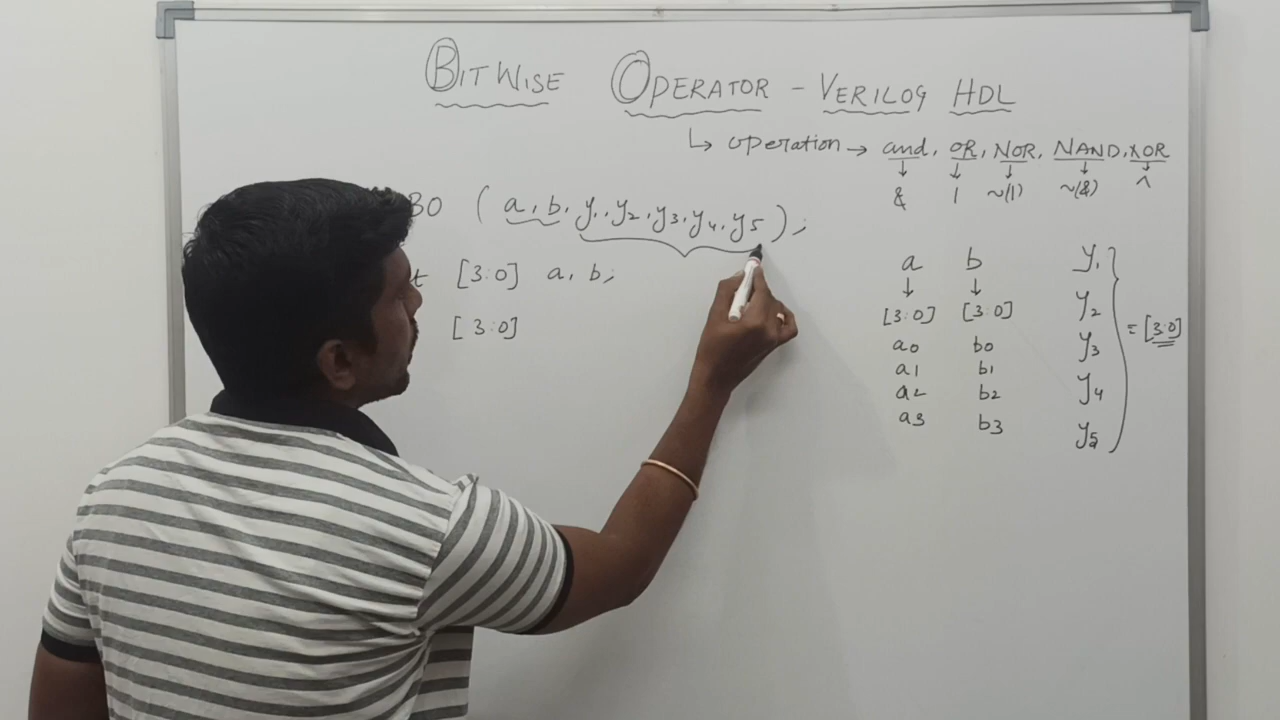 BITWISE OPERATOR - VERILOG HDL
↳ operation → and, OR, NOR, NAND, XOR
↓ ↓ ↓ ↓ ↓
& | ~(|) ~(&) ^
BO (a, b, y1, y2, y3, y4, y5);
[3:0] a, b;
[3:0]
a b y1
↓ ↓
[3:0] [3:0] y2
= [3:0]
a0 b0 y3
a1 b1
a2 b2 y4
a3 b3 y5